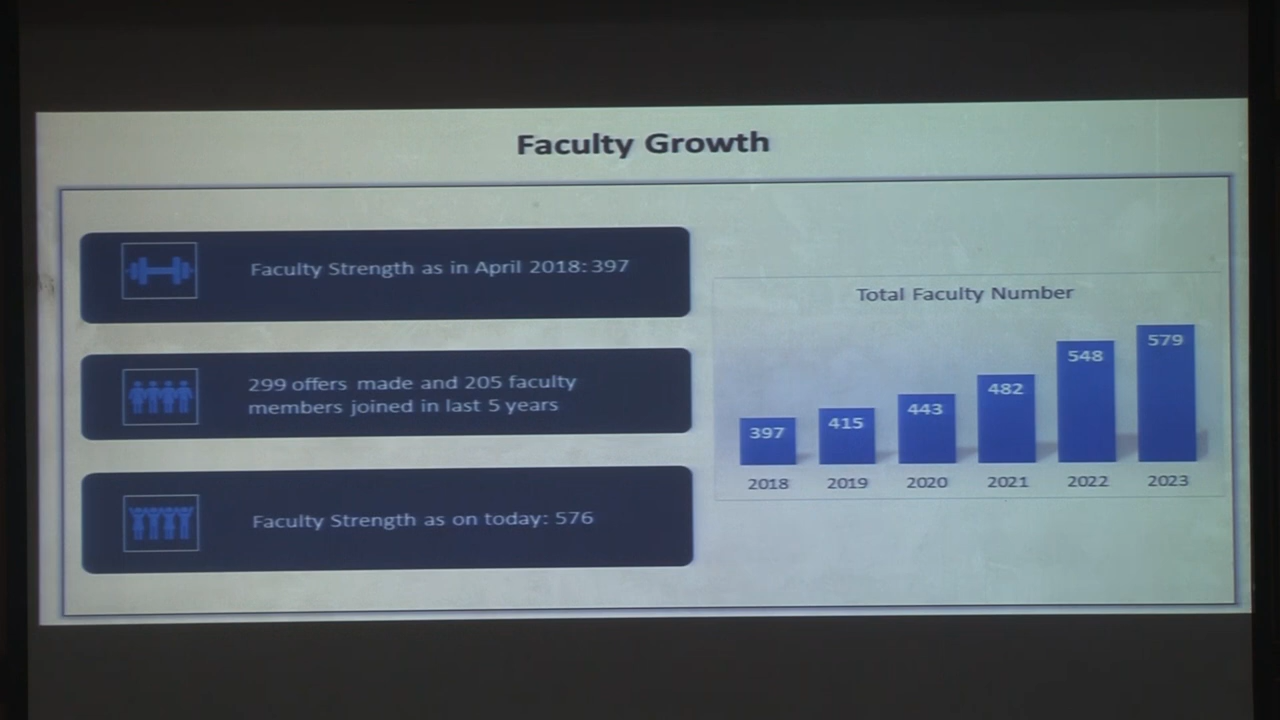 Faculty Growth
Faculty Strength as in April 2018: 397
299 offers made and 205 faculty
members joined in last 5 years
Faculty Strength as on today: 576
Total Faculty Number
397
415
443
482
548
579
2018
2019
2020
2021
2022
2023